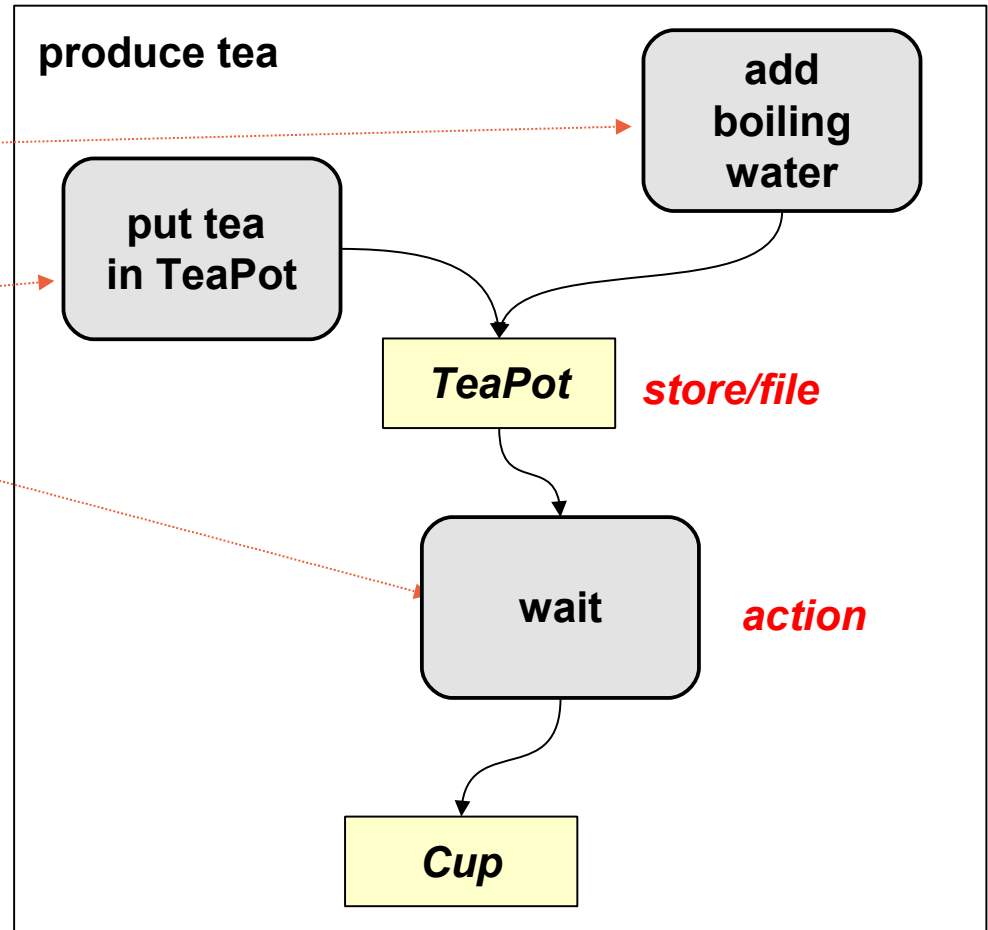 produce tea
add
boiling
water
put tea
in TeaPot
TeaPot
store/file
wait
action
Cup